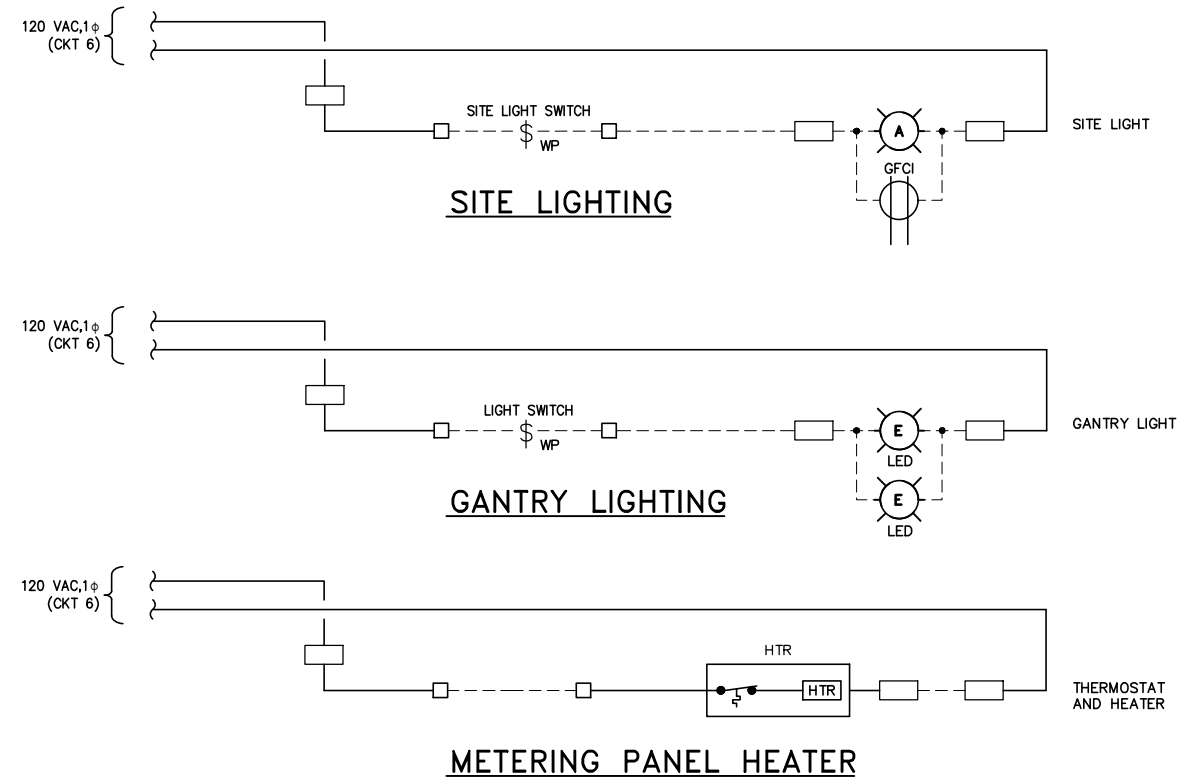 120 VAC,1ϕ
(CKT 6)
SITE LIGHT SWITCH
$
WP
A
SITE LIGHT
GFCI
SITE LIGHTING
120 VAC,1ϕ
(CKT 6)
LIGHT SWITCH
$
WP
E
LED
GANTRY LIGHT
E
LED
GANTRY LIGHTING
120 VAC,1ϕ
(CKT 6)
HTR
HTR
THERMOSTAT
AND HEATER
METERING PANEL HEATER